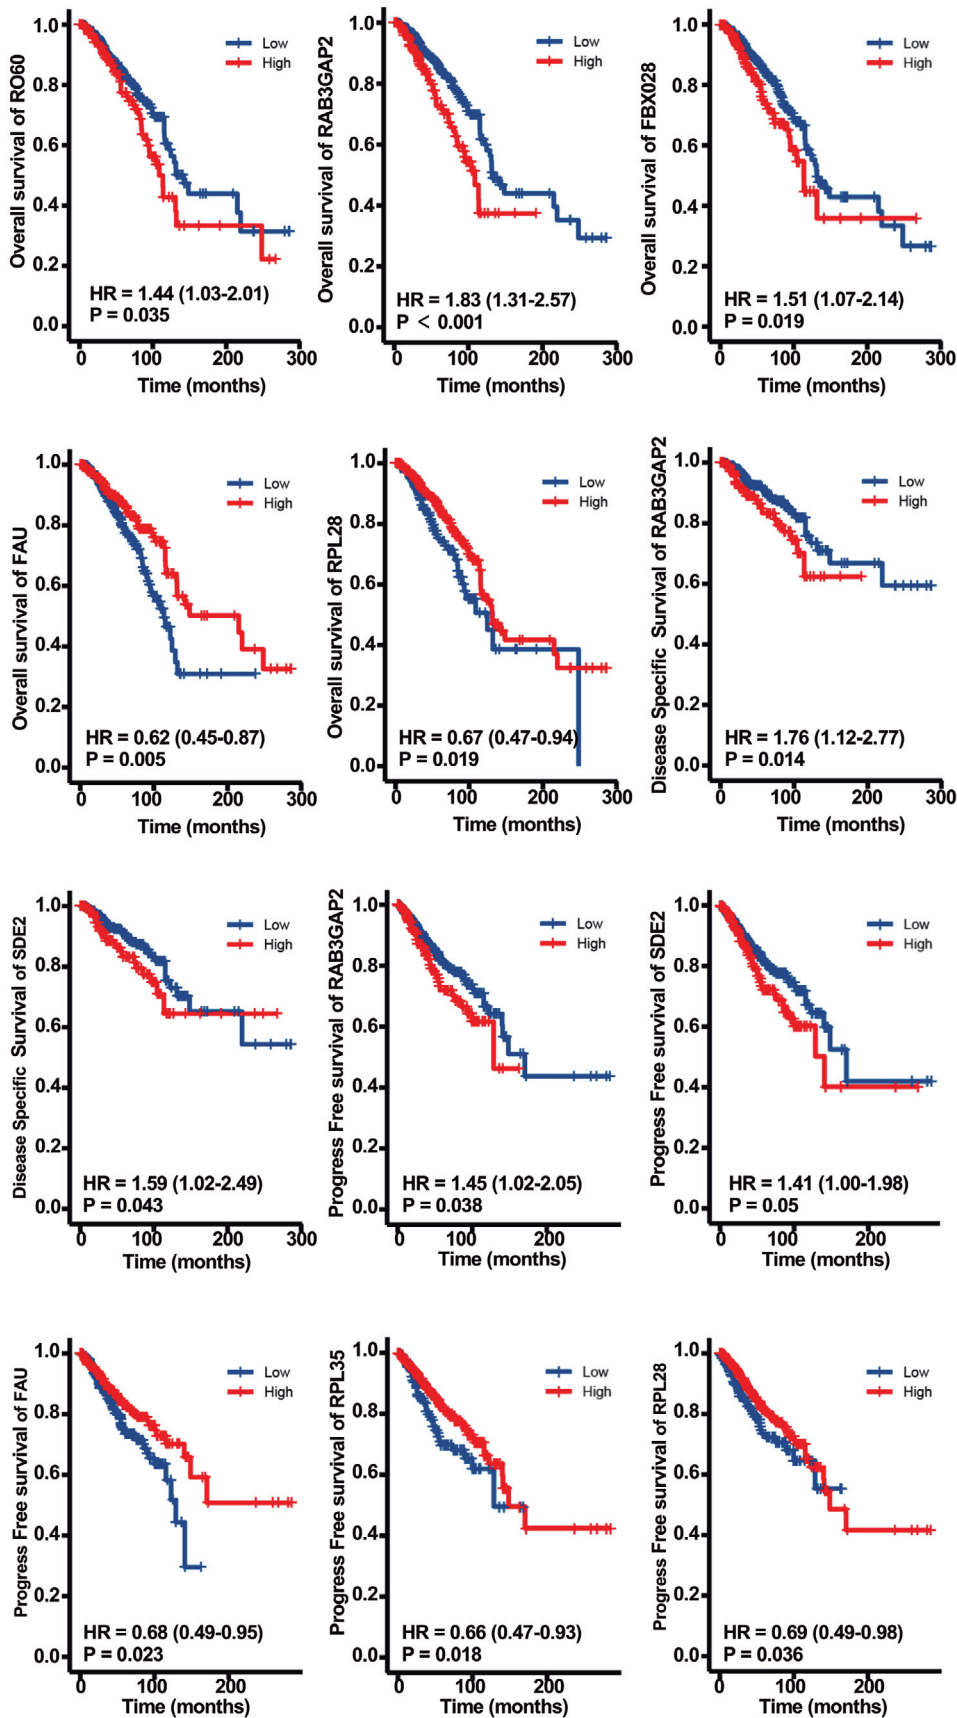 Overall survival of RO60
1.0
0.8
0.6
0.4
0.2
0.0
Low
High
HR = 1.44 (1.03-2.01)
P = 0.035
0 100 200 300
Time (months)
Overall survival of RAB3GAP2
1.0
0.8
0.6
0.4
0.2
0.0
Low
High
HR = 1.83 (1.31-2.57)
P < 0.001
0 100 200 300
Time (months)
Overall survival of FBXO28
1.0
0.8
0.6
0.4
0.2
0.0
Low
High
HR = 1.51 (1.07-2.14)
P = 0.019
0 100 200 300
Time (months)
Overall survival of FAU
1.0
0.8
0.6
0.4
0.2
0.0
Low
High
HR = 0.62 (0.45-0.87)
P = 0.005
0 100 200 300
Time (months)
Overall survival of RPL28
1.0
0.8
0.6
0.4
0.2
0.0
Low
High
HR = 0.67 (0.47-0.94)
P = 0.019
0 100 200 300
Time (months)
Disease Specific Survival of RAB3GAP2
1.0
0.8
0.6
0.4
0.2
0.0
Low
High
HR = 1.76 (1.12-2.77)
P = 0.014
0 100 200 300
Time (months)
Disease Specific Survival of SDE2
1.0
0.8
0.6
0.4
0.2
0.0
Low
High
HR = 1.59 (1.02-2.49)
P = 0.043
0 100 200 300
Time (months)
Progress Free survival of RAB3GAP2
1.0
0.8
0.6
0.4
0.2
0.0
Low
High
HR = 1.45 (1.02-2.05)
P = 0.038
0 100 200
Time (months)
Progress Free survival of SDE2
1.0
0.8
0.6
0.4
0.2
0.0
Low
High
HR = 1.41 (1.00-1.98)
P = 0.05
0 100 200
Time (months)
Progress Free survival of FAU
1.0
0.8
0.6
0.4
0.2
0.0
Low
High
HR = 0.68 (0.49-0.95)
P = 0.023
0 100 200
Time (months)
Progress Free survival of RPL35
1.0
0.8
0.6
0.4
0.2
0.0
Low
High
HR = 0.66 (0.47-0.93)
P = 0.018
0 100 200
Time (months)
Progress Free survival of RPL28
1.0
0.8
0.6
0.4
0.2
0.0
Low
High
HR = 0.69 (0.49-0.98)
P = 0.036
0 100 200
Time (months)